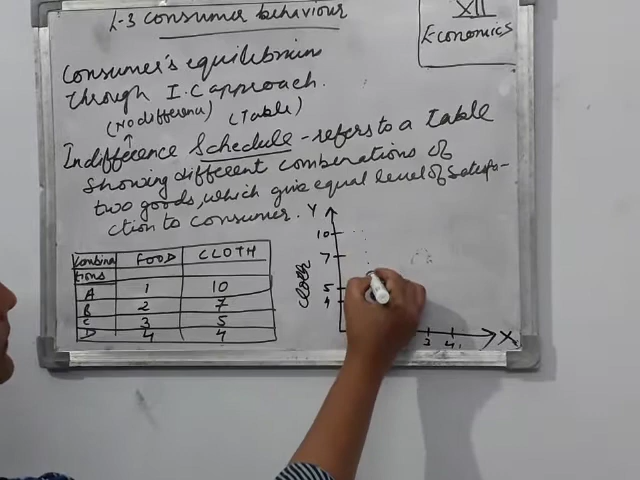 L-3 Consumer behaviour
XII
Economics
Consumer's equilibrium
through I.C approach.
(No difference) (Table)
Indifference Schedule - refers to a Table
showing different combinations of
two goods, which give equal level of satisfa-
ction to consumer.
Combina
tions FOOD CLOTH
A 1 10
B 2 7
C 3 5
D 4 4
Y
10
7
5
4
Cloth
3 4
X